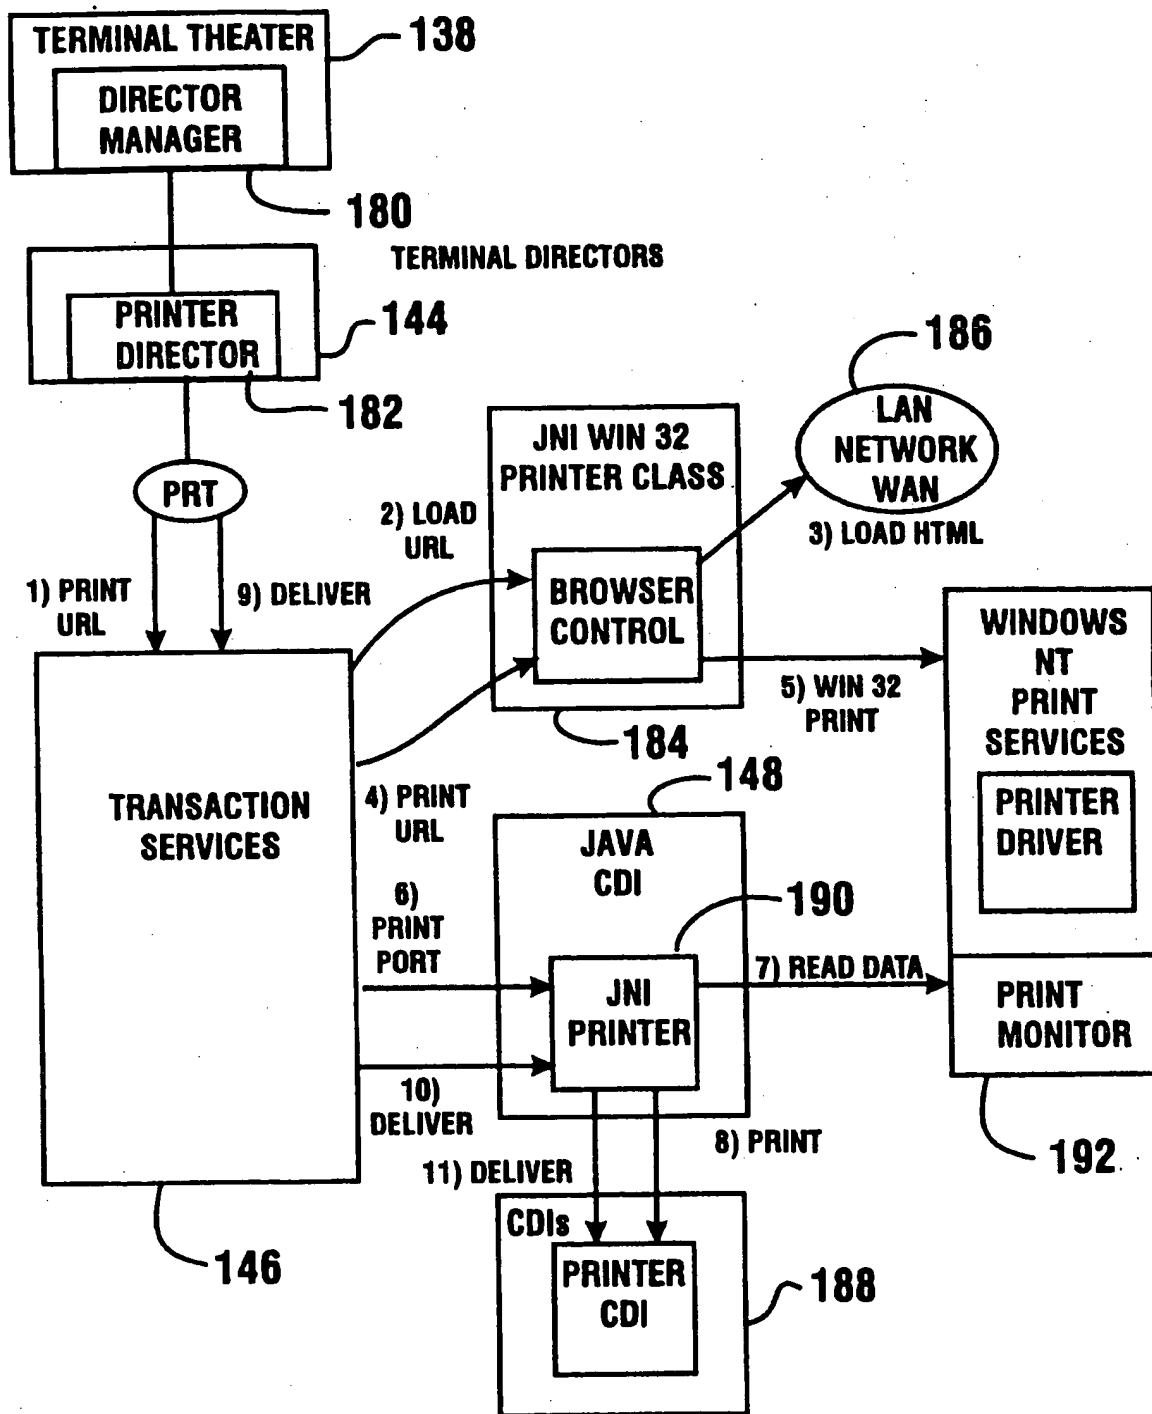 TERMINAL THEATER
138
DIRECTOR
MANAGER
180
TERMINAL DIRECTORS
PRINTER
DIRECTOR
144
182
PRT
1) PRINT
URL
9) DELIVER
2) LOAD
URL
JNI WIN 32
PRINTER CLASS
BROWSER
CONTROL
184
186
LAN
NETWORK
WAN
3) LOAD HTML
4) PRINT
URL
5) WIN 32
PRINT
WINDOWS
NT
PRINT
SERVICES
PRINTER
DRIVER
PRINT
MONITOR
192
TRANSACTION
SERVICES
146
6)
PRINT
PORT
148
JAVA
CDI
190
JNI
PRINTER
7) READ DATA
10)
DELIVER
8) PRINT
11) DELIVER
CDIs
PRINTER
CDI
188